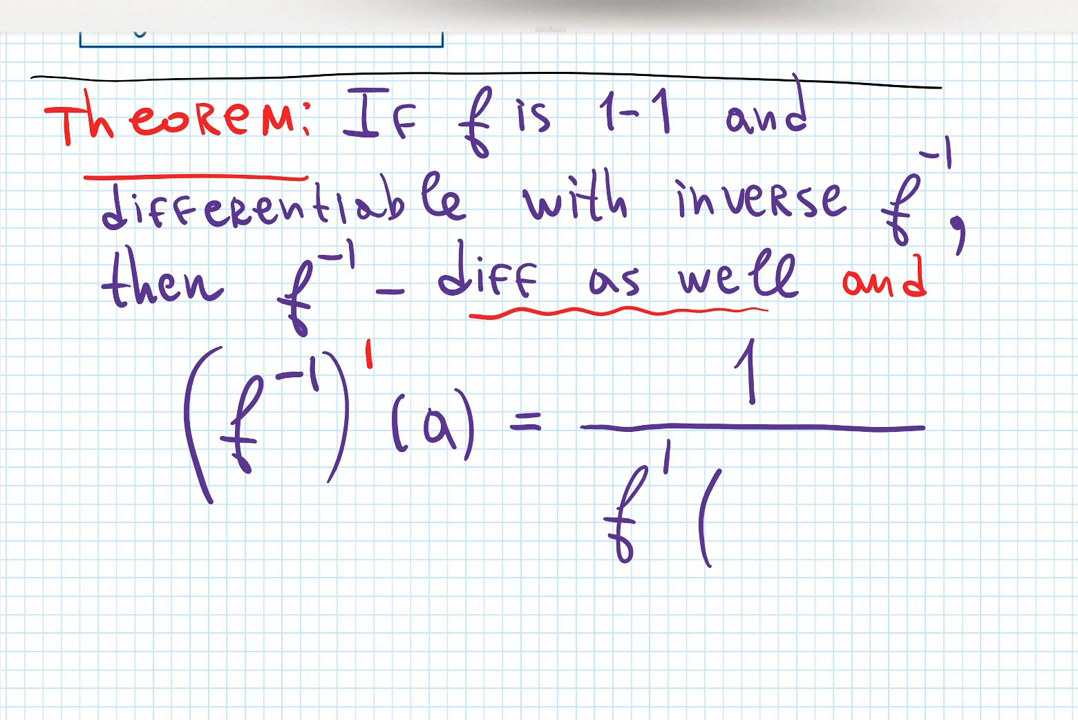 Theorem: If f is 1-1 and
differentiable with inverse f⁻¹,
then f⁻¹ - diff as well and
(f⁻¹)'(a) = 1 / f'(